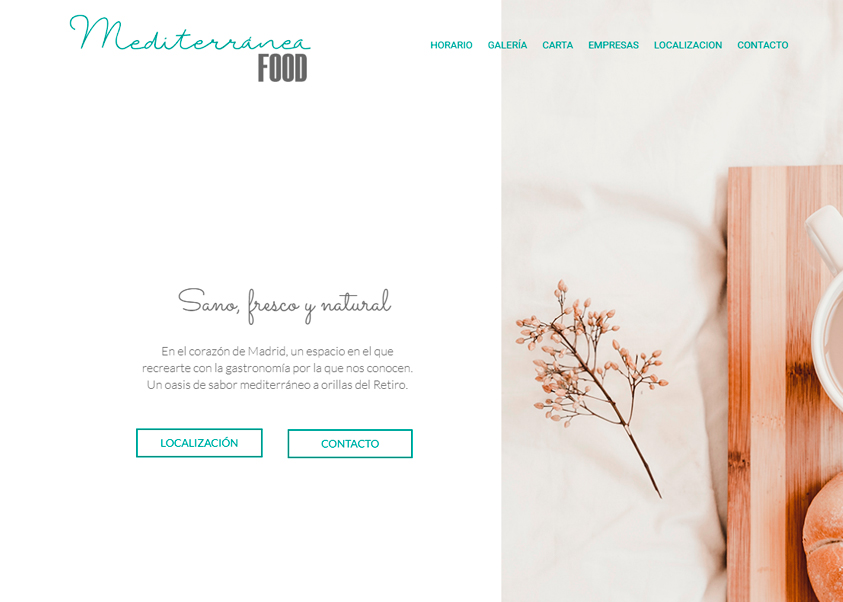 Mediterránea
FOOD
HORARIO GALERÍA CARTA EMPRESAS LOCALIZACION CONTACTO
Sano, fresco y natural
En el corazón de Madrid, un espacio en el que
recrearte con la gastronomía por la que nos conocen.
Un oasis de sabor mediterráneo a orillas del Retiro.
LOCALIZACIÓN CONTACTO